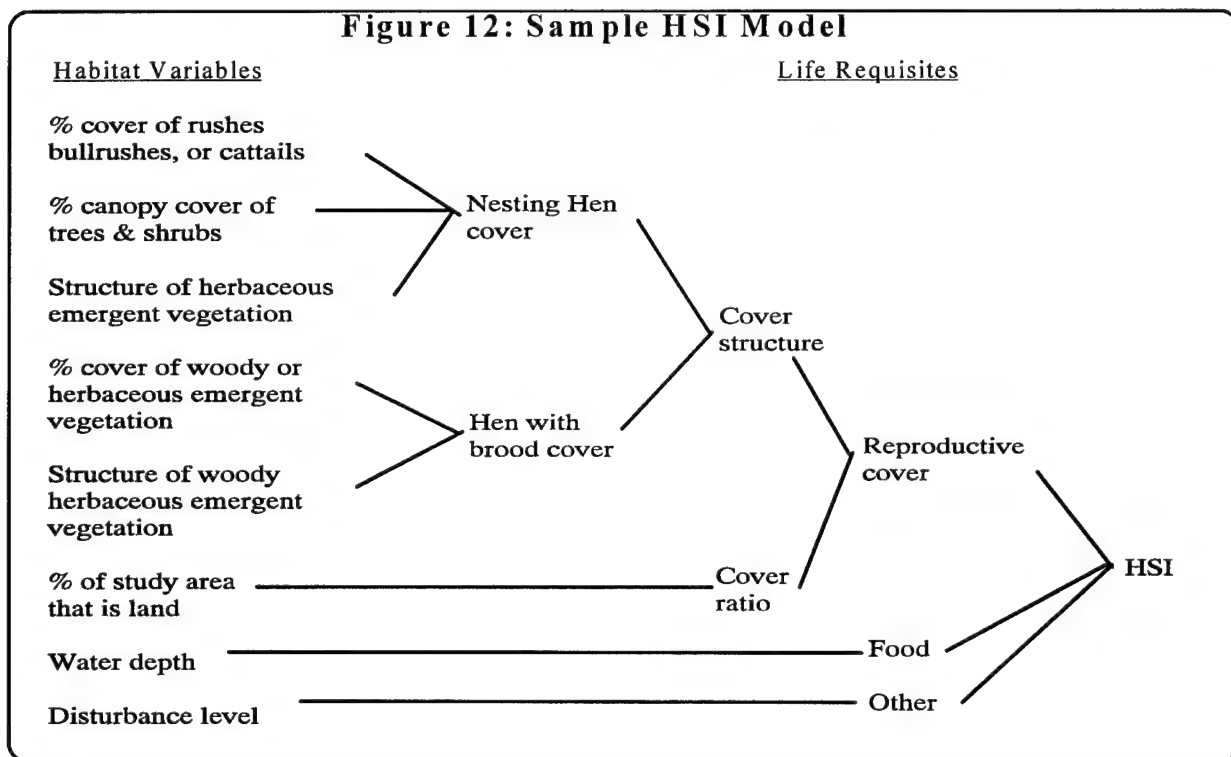 Figure 12: Sample HSI Model
Habitat Variables
Life Requisites
% cover of rushes
bullrushes, or cattails
% canopy cover of
trees & shrubs
Nesting Hen
cover
Structure of herbaceous
emergent vegetation
Cover
structure
% cover of woody or
herbaceous emergent
vegetation
Hen with
brood cover
Reproductive
cover
Structure of woody
herbaceous emergent
vegetation
% of study area
that is land
Cover
ratio
HSI
Water depth
Food
Disturbance level
Other